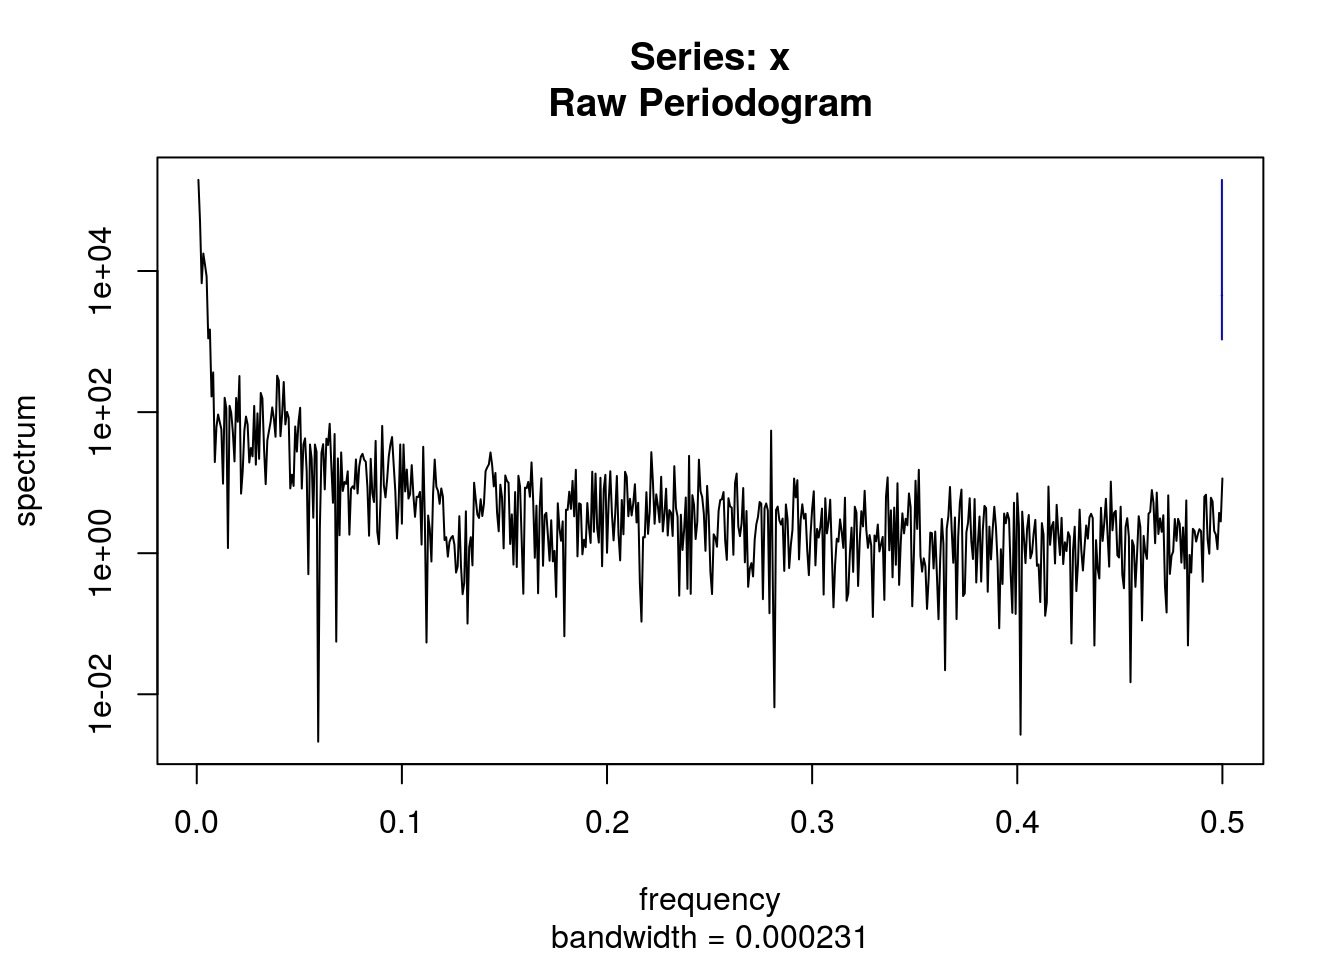 Series: x
Raw Periodogram
spectrum
1e+04
1e+02
1e+00
1e-02
0.0 0.1 0.2 0.3 0.4 0.5
frequency
bandwidth = 0.000231